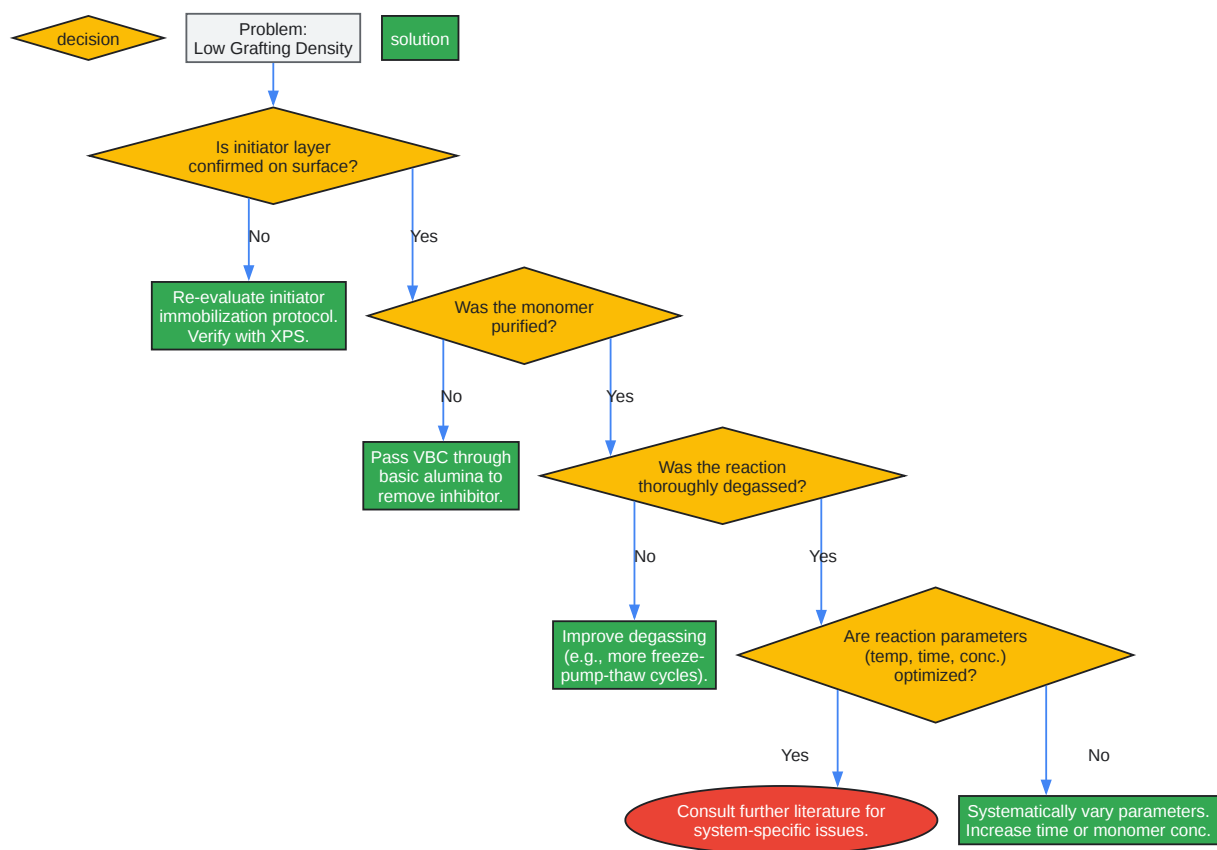 decision
Problem:
Low Grafting Density
solution
Is initiator layer
confirmed on surface?
No
Yes
Re-evaluate initiator
immobilization protocol.
Verify with XPS.
Was the monomer
purified?
No
Yes
Pass VBC through
basic alumina to
remove inhibitor.
Was the reaction
thoroughly degassed?
No
Yes
Improve degassing
(e.g., more freeze-
pump-thaw cycles).
Are reaction parameters
(temp, time, conc.)
optimized?
Yes
No
Consult further literature for
system-specific issues.
Systematically vary parameters.
Increase time or monomer conc.